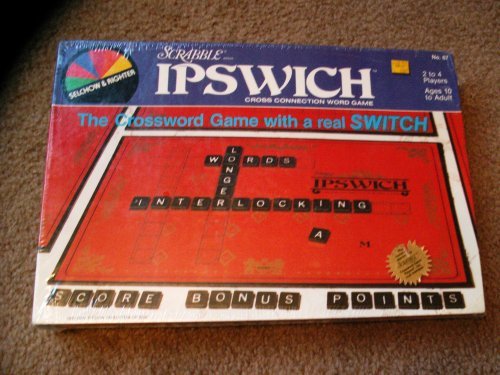 SCRABBLE
No. 67
IPSWICH
2 to 4
Players
CROSS CONNECTION WORD GAME
Ages 10
to Adult
SELCHOW & RIGHTER
The Crossword Game with a real SWITCH
LONGER
WORDS
IPSWICH
INTERLOCKING
A
M
SCORE BONUS POINTS